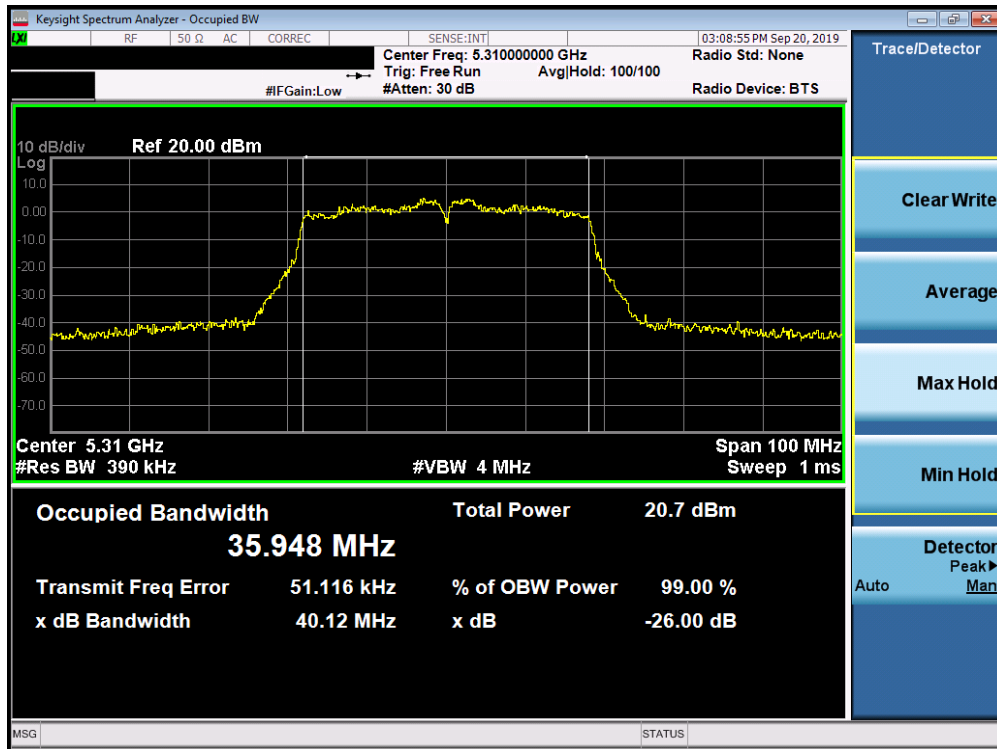 Keysight Spectrum Analyzer - Occupied BW
LXI RF 50 Ω AC CORREC SENSE:INT 03:08:55 PM Sep 20, 2019
Center Freq: 5.310000000 GHz Radio Std: None
Trig: Free Run Avg|Hold: 100/100
#IFGain:Low #Atten: 30 dB Radio Device: BTS
10 dB/div Ref 20.00 dBm
Log
10.0
0.00
-10.0
-20.0
-30.0
-40.0
-50.0
-60.0
-70.0
Center 5.31 GHz Span 100 MHz
#Res BW 390 kHz #VBW 4 MHz Sweep 1 ms
Occupied Bandwidth Total Power 20.7 dBm
35.948 MHz
Transmit Freq Error 51.116 kHz % of OBW Power 99.00 %
x dB Bandwidth 40.12 MHz x dB -26.00 dB
MSG STATUS
Trace/Detector
Clear Write
Average
Max Hold
Min Hold
Detector
Peak
Auto Man